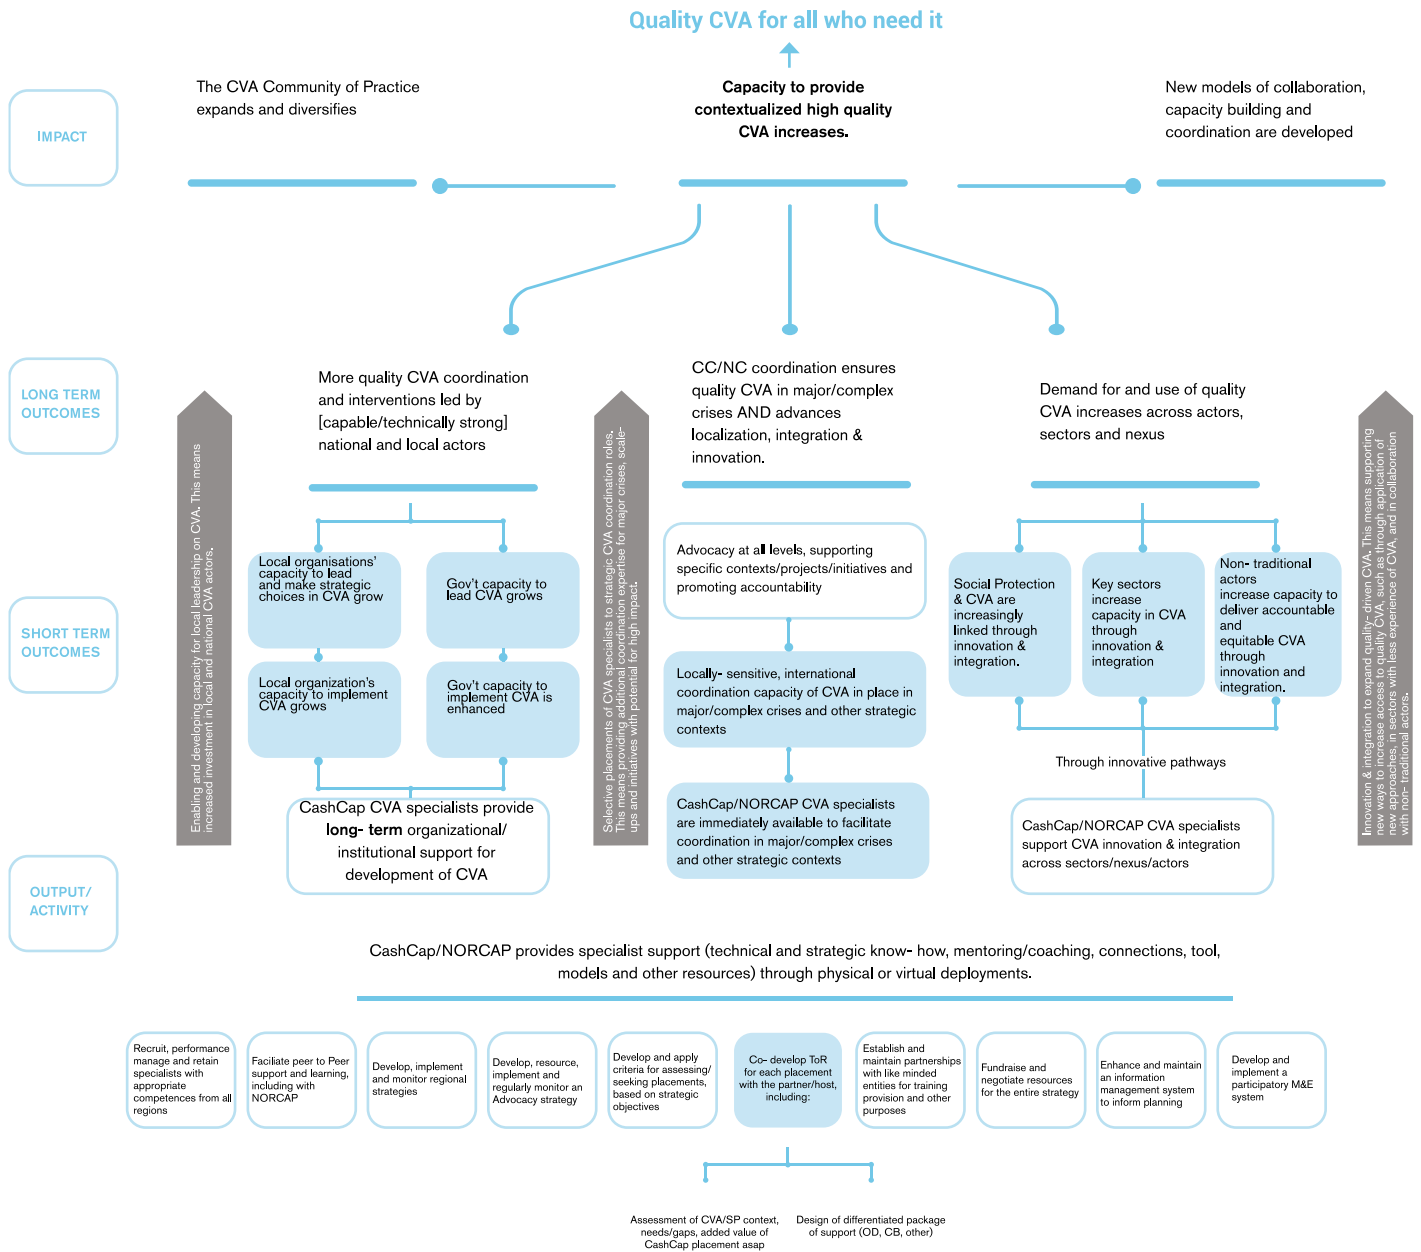 Quality CVA for all who need it
IMPACT
The CVA Community of Practice
expands and diversifies
Capacity to provide
contextualized high quality
CVA increases.
New models of collaboration,
capacity building and
coordination are developed
LONG TERM
OUTCOMES
More quality CVA coordination
and interventions led by
[capable/technically strong]
national and local actors
CC/NC coordination ensures
quality CVA in major/complex
crises AND advances
localization, integration &
innovation.
Demand for and use of quality
CVA increases across actors,
sectors and nexus
Enabling and developing capacity for local leadership on CVA. This means
increased investment in local and national CVA actors.
Selective placements of CVA specialists to strategic CVA coordination roles.
This means providing additional coordination expertise for major crises, scale-
ups and initiatives with potential for high impact.
Innovation & integration to expand quality- driven CVA. This means supporting
new ways to increase access to quality CVA, such as through application of
new approaches, in sectors with less experience of CVA, and in collaboration
with non- traditional actors.
SHORT TERM
OUTCOMES
Local organisations'
capacity to lead
and make strategic
choices in CVA grow
Gov't capacity to
lead CVA grows
Local organization's
capacity to implement
CVA grows
Gov't capacity to
implement CVA is
enhanced
Advocacy at all levels, supporting
specific contexts/projects/initiatives and
promoting accountability
Locally- sensitive, international
coordination capacity of CVA in place in
major/complex crises and other strategic
contexts
Social Protection
& CVA are
increasingly
linked through
innovation &
integration.
Key sectors
increase
capacity in CVA
through
innovation &
integration
Non- traditional
actors
increase capacity to
deliver accountable
and
equitable CVA
through
innovation and
integration.
Through innovative pathways
OUTPUT/
ACTIVITY
CashCap CVA specialists provide
long- term organizational/
institutional support for
development of CVA
CashCap/NORCAP CVA specialists
are immediately available to facilitate
coordination in major/complex crises
and other strategic contexts
CashCap/NORCAP CVA specialists
support CVA innovation & integration
across sectors/nexus/actors
CashCap/NORCAP provides specialist support (technical and strategic know- how, mentoring/coaching, connections, tool,
models and other resources) through physical or virtual deployments.
Recruit, performance
manage and retain
specialists with
appropriate
competences from all
regions
Faciliate peer to Peer
support and learning,
including with
NORCAP
Develop, implement
and monitor regional
strategies
Develop, resource,
implement and
regularly monitor an
Advocacy strategy
Develop and apply
criteria for assessing/
seeking placements,
based on strategic
objectives
Co- develop ToR
for each placement
with the partner/host,
including:
Establish and
maintain partnerships
with like minded
entities for training
provision and other
purposes
Fundraise and
negotiate resources
for the entire strategy
Enhance and maintain
an information
management system
to inform planning
Develop and
implement a
participatory M&E
system
Assessment of CVA/SP context,
needs/gaps, added value of
CashCap placement asap
Design of differentiated package
of support (OD, CB, other)